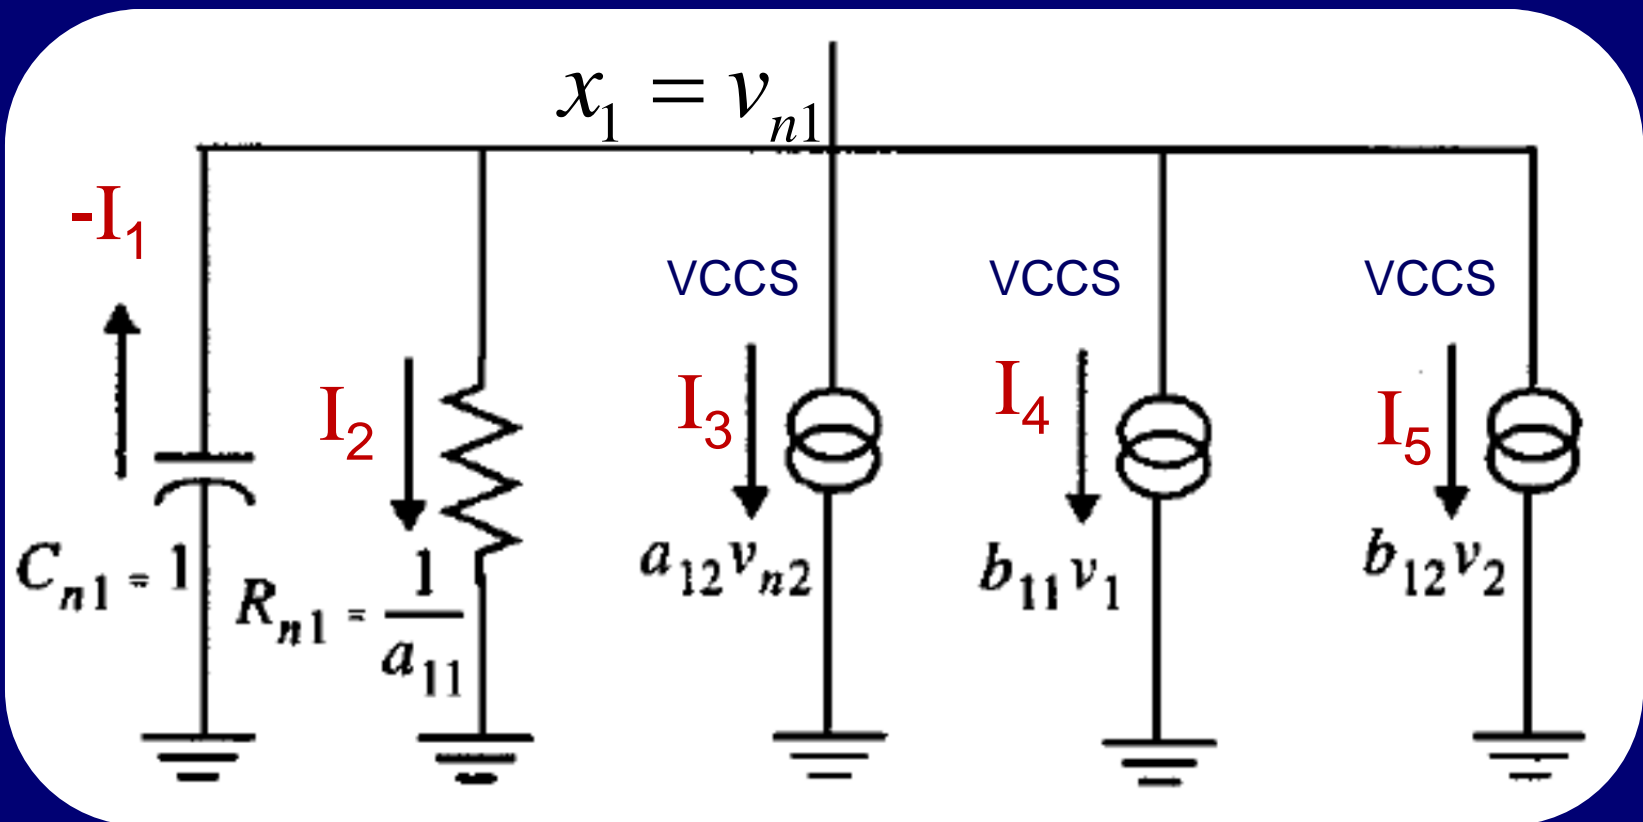 x₁ = vₙ₁
-I₁
VCCS
VCCS
VCCS
I₂
I₃
I₄
I₅
Cₙ₁ = 1
Rₙ₁ = 1/a₁₁
a₁₂vₙ₂
b₁₁v₁
b₁₂v₂